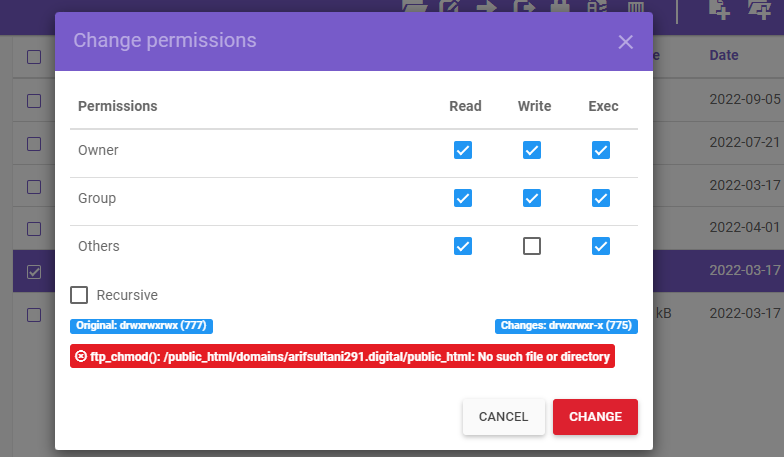 Change permissions
e Date
Permissions Read Write Exec
2022-09-05
Owner
2022-07-21
Group
2022-03-17
2022-04-01
Others
2022-03-17
Recursive
kB 2022-03-17
Original: drwxrwxrwx (777) Changes: drwxrwxr-x (775)
ftp_chmod(): /public_html/domains/arifsultani291.digital/public_html: No such file or directory
CANCEL CHANGE